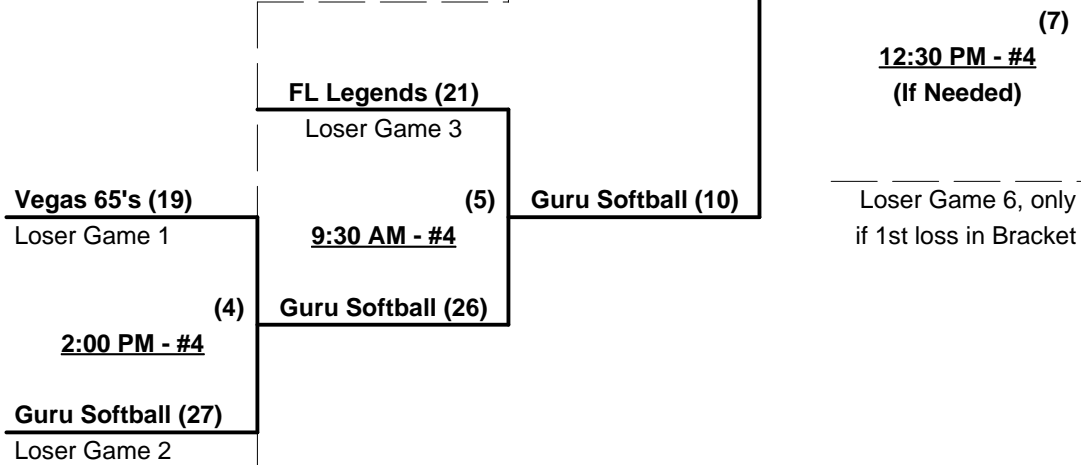 (7)
12:30 PM - #4
(If Needed)
FL Legends (21)
Loser Game 3
Vegas 65's (19)
(5)
Guru Softball (10)
Loser Game 6, only
Loser Game 1
9:30 AM - #4
if 1st loss in Bracket
(4)
Guru Softball (26)
2:00 PM - #4
Guru Softball (27)
Loser Game 2